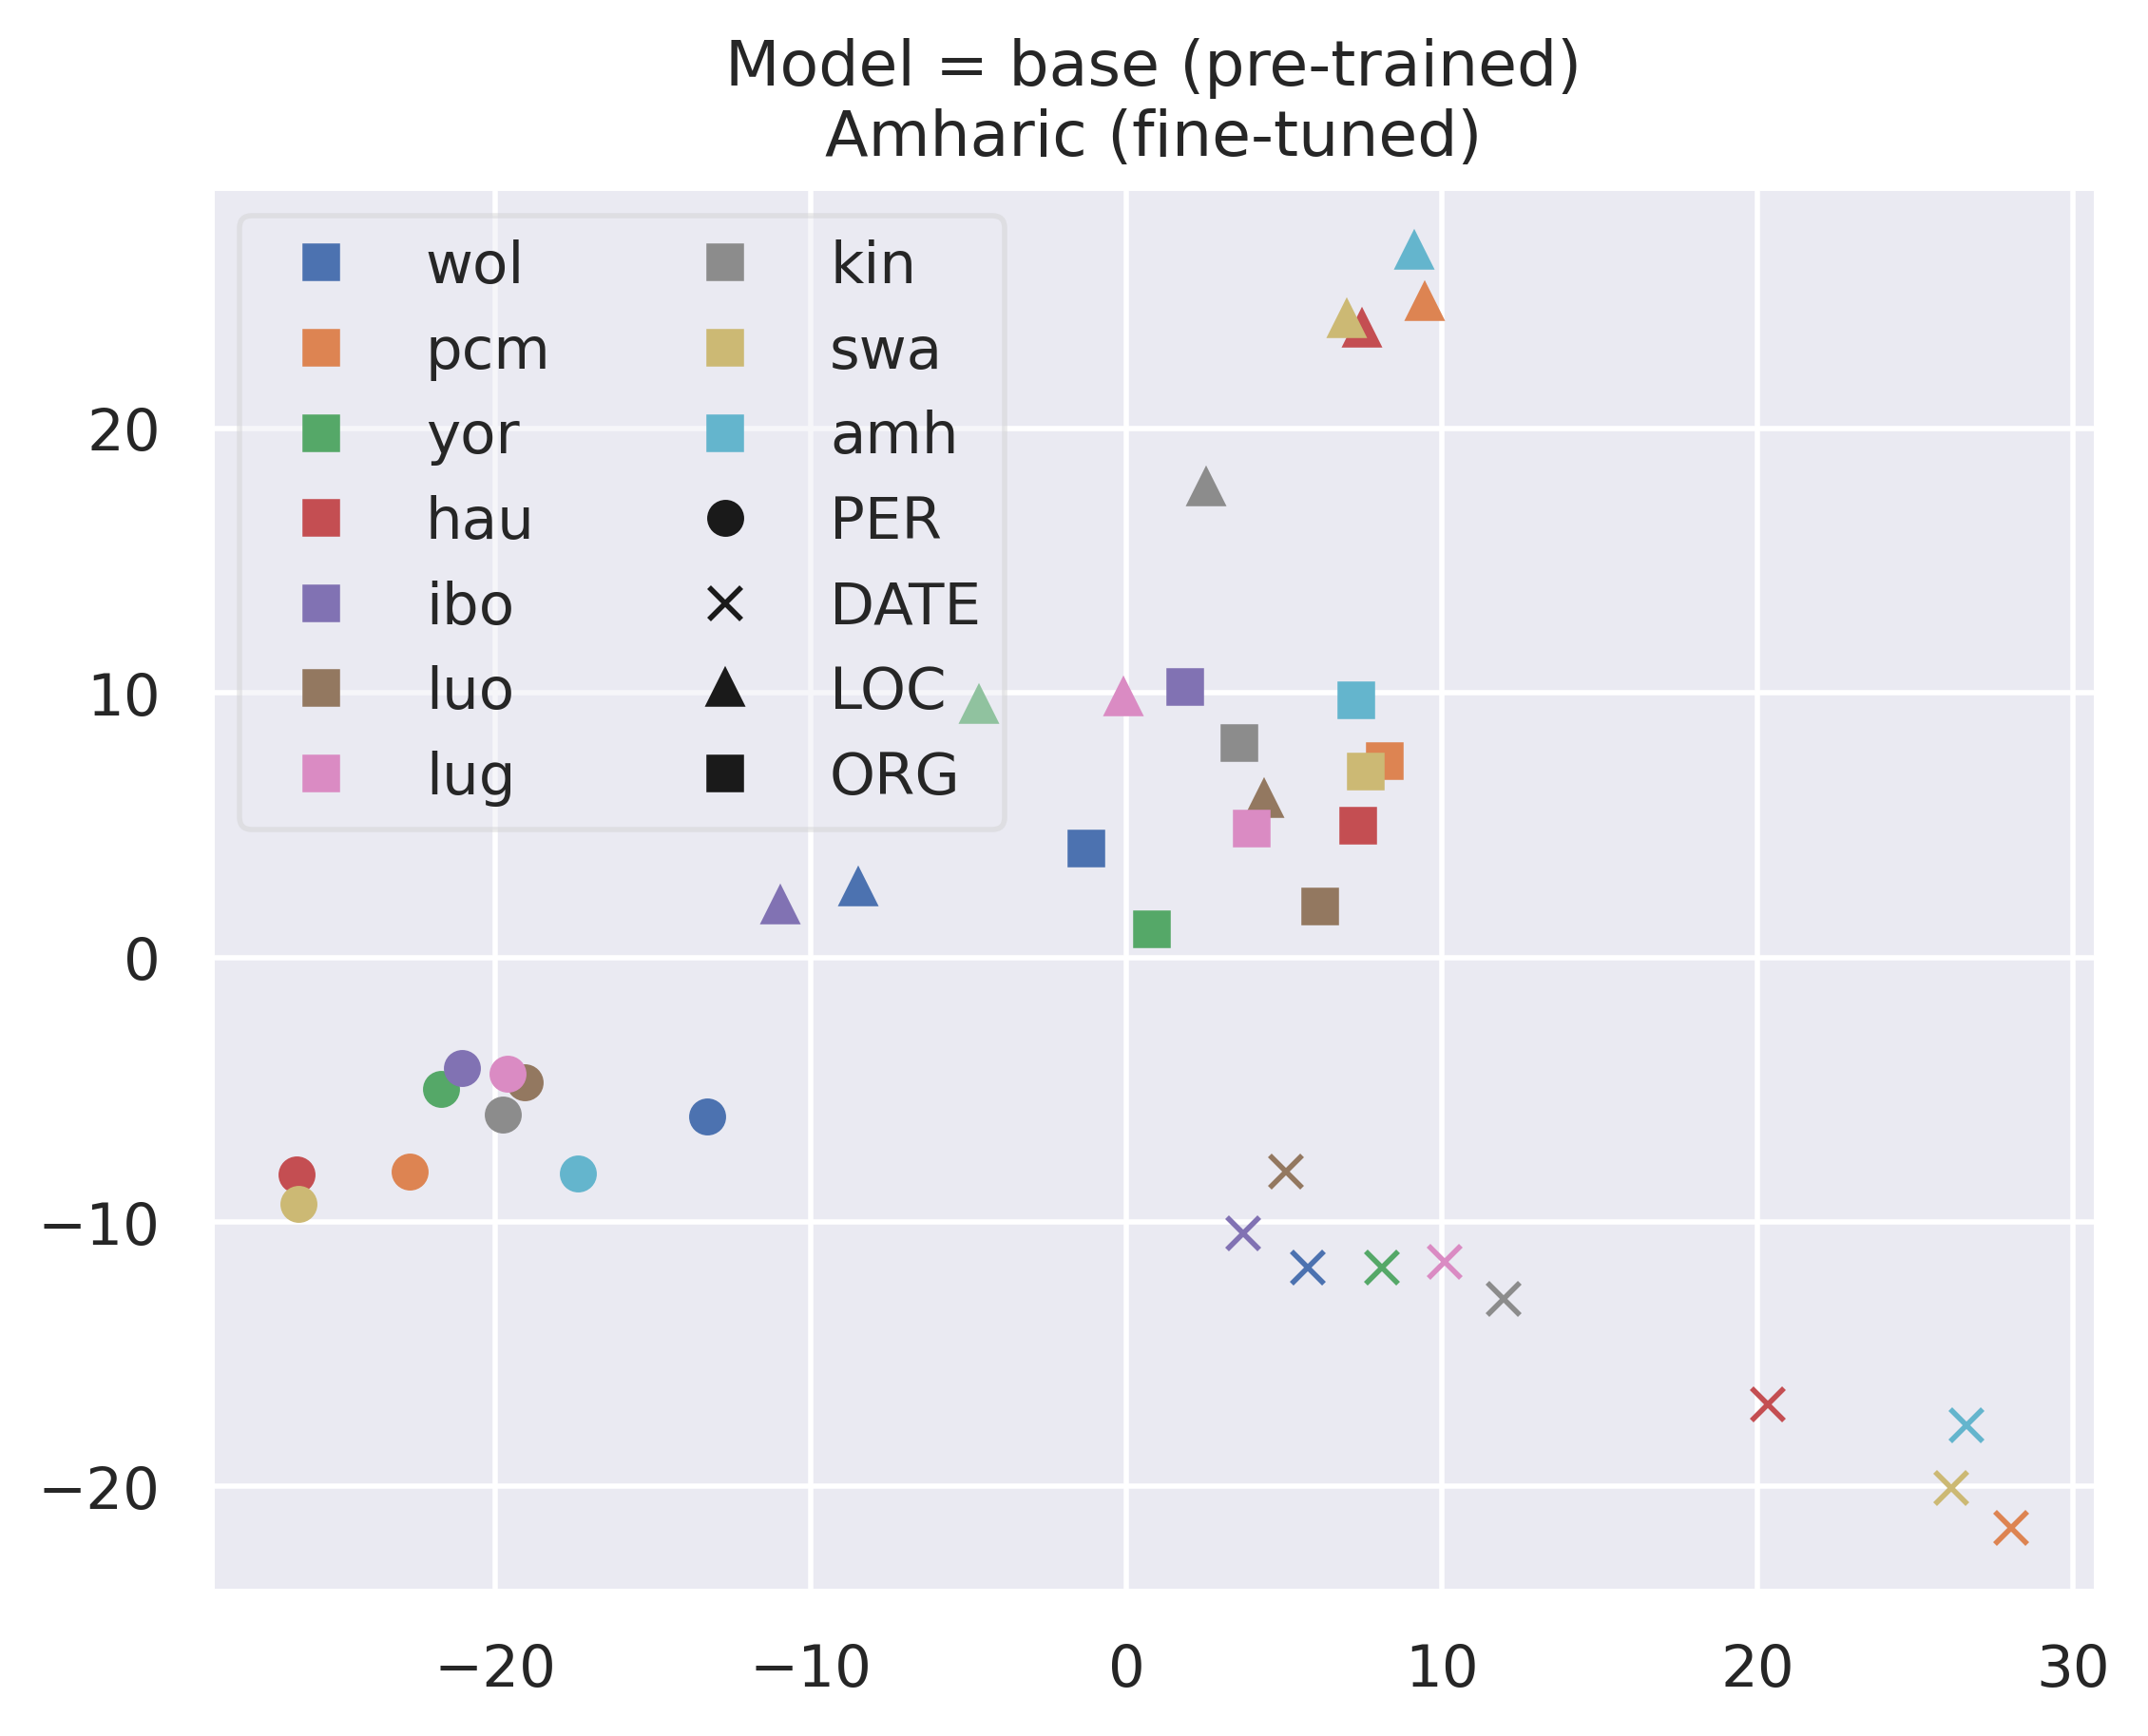 Model = base (pre-trained)
Amharic (fine-tuned)
wol
pcm
yor
hau
ibo
luo
lug
kin
swa
amh
PER
DATE
LOC
ORG
20
10
0
−10
−20
−20
−10
0
10
20
30